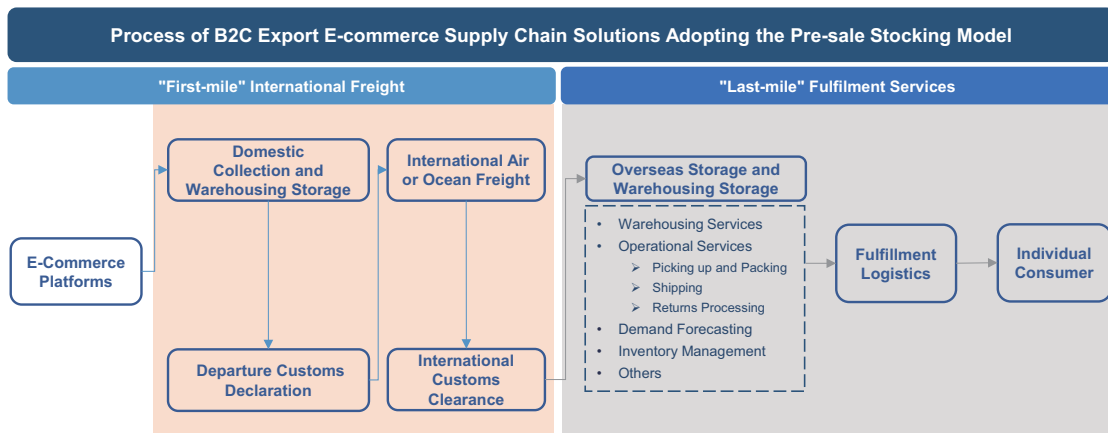 Process of B2C Export E-commerce Supply Chain Solutions Adopting the Pre-sale Stocking Model
"First-mile" International Freight
"Last-mile" Fulfilment Services
E-Commerce
Platforms
Domestic
Collection and
Warehousing Storage
Departure Customs
Declaration
International Air
or Ocean Freight
International
Customs
Clearance
Overseas Storage and
Warehousing Storage
• Warehousing Services
• Operational Services
➢ Picking up and Packing
➢ Shipping
➢ Returns Processing
• Demand Forecasting
• Inventory Management
• Others
Fulfillment
Logistics
Individual
Consumer